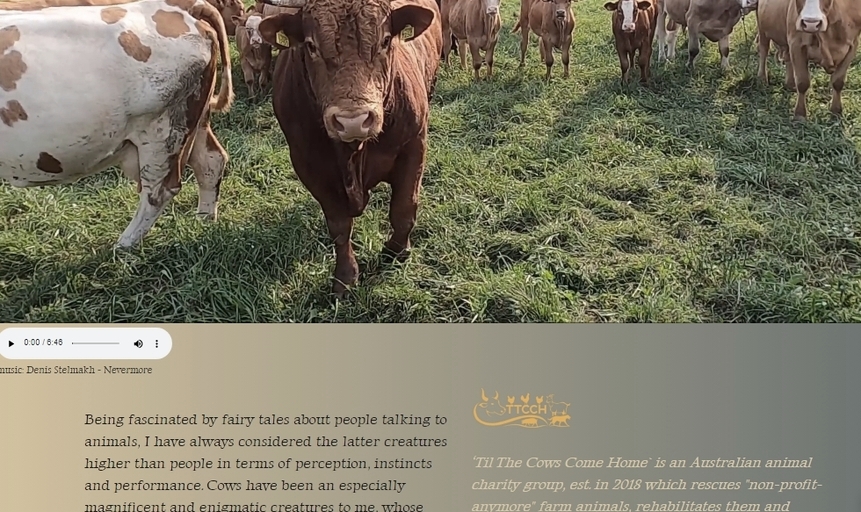 0:00 / 6:46
music: Denis Stelmakh - Nevermore
Being fascinated by fairy tales about people talking to
animals, I have always considered the latter creatures
higher than people in terms of perception, instincts
and performance. Cows have been an especially
magnificent and enigmatic creatures to me, whose
TTCCH
'Til The Cows Come Home` is an Australian animal
charity group, est. in 2018 which rescues "non-profit-
anymore" farm animals, rehabilitates them and